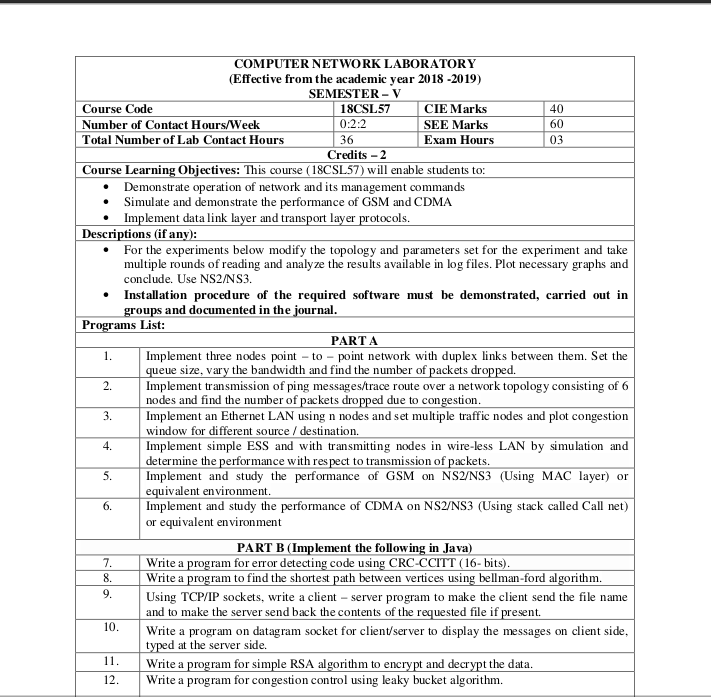 COMPUTER NETWORK LABORATORY
(Effective from the academic year 2018 -2019)
SEMESTER – V
Course Code 18CSL57 CIE Marks 40
Number of Contact Hours/Week 0:2:2 SEE Marks 60
Total Number of Lab Contact Hours 36 Exam Hours 03
Credits – 2
Course Learning Objectives: This course (18CSL57) will enable students to:
• Demonstrate operation of network and its management commands
• Simulate and demonstrate the performance of GSM and CDMA
• Implement data link layer and transport layer protocols.
Descriptions (if any):
• For the experiments below modify the topology and parameters set for the experiment and take
multiple rounds of reading and analyze the results available in log files. Plot necessary graphs and
conclude. Use NS2/NS3.
• Installation procedure of the required software must be demonstrated, carried out in
groups and documented in the journal.
Programs List:
PART A
1. Implement three nodes point – to – point network with duplex links between them. Set the
queue size, vary the bandwidth and find the number of packets dropped.
2. Implement transmission of ping messages/trace route over a network topology consisting of 6
nodes and find the number of packets dropped due to congestion.
3. Implement an Ethernet LAN using n nodes and set multiple traffic nodes and plot congestion
window for different source / destination.
4. Implement simple ESS and with transmitting nodes in wire-less LAN by simulation and
determine the performance with respect to transmission of packets.
5. Implement and study the performance of GSM on NS2/NS3 (Using MAC layer) or
equivalent environment.
6. Implement and study the performance of CDMA on NS2/NS3 (Using stack called Call net)
or equivalent environment
PART B (Implement the following in Java)
7. Write a program for error detecting code using CRC-CCITT (16- bits).
8. Write a program to find the shortest path between vertices using bellman-ford algorithm.
9. Using TCP/IP sockets, write a client – server program to make the client send the file name
and to make the server send back the contents of the requested file if present.
10. Write a program on datagram socket for client/server to display the messages on client side,
typed at the server side.
11. Write a program for simple RSA algorithm to encrypt and decrypt the data.
12. Write a program for congestion control using leaky bucket algorithm.